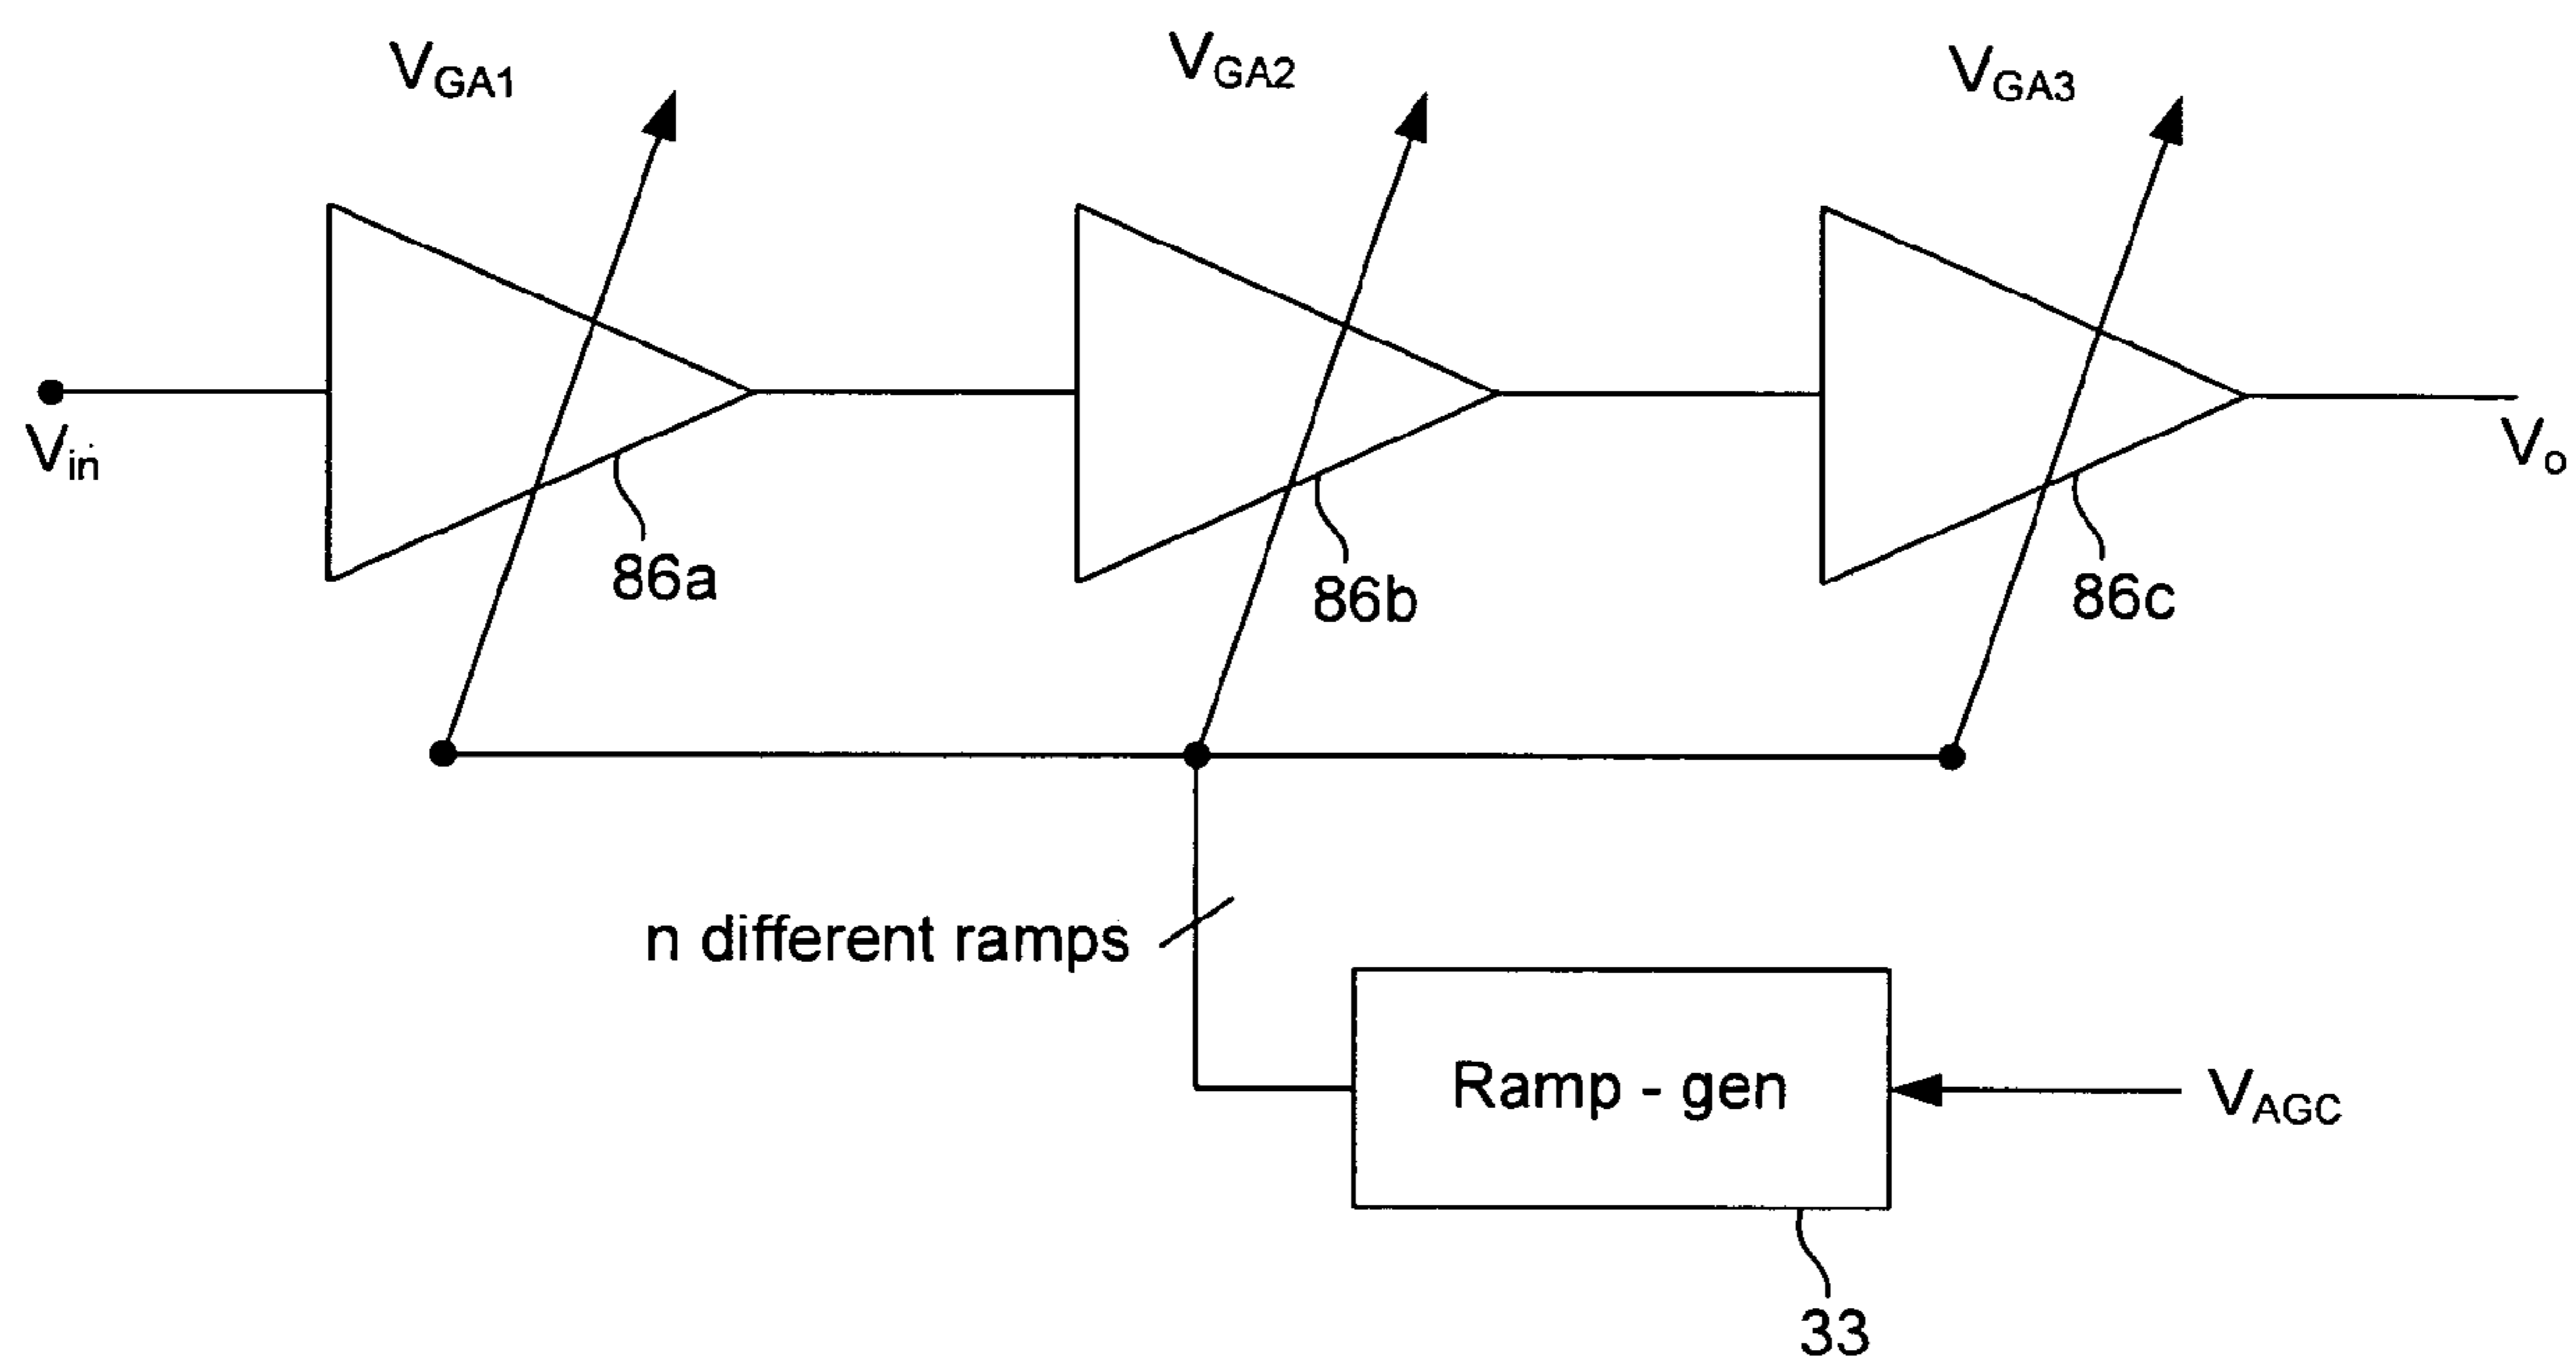 VGA1
VGA2
VGA3
Vin
Vo
86a
86b
86c
n different ramps
Ramp - gen
VAGC
33